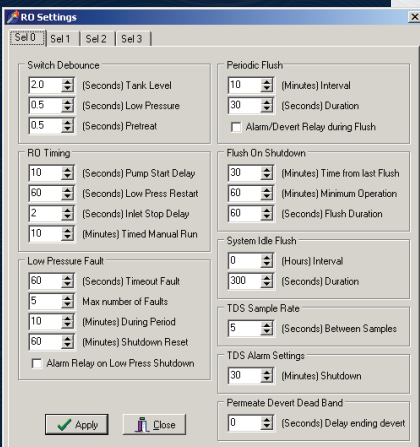 RO Settings
Sel 0 Sel 1 Sel 2 Sel 3
Switch Debounce
2.0 (Seconds) Tank Level
0.5 (Seconds) Low Pressure
0.5 (Seconds) Pretreat
RO Timing
10 (Seconds) Pump Start Delay
60 (Seconds) Low Press Restart
2 (Seconds) Inlet Stop Delay
10 (Minutes) Timed Manual Run
Low Pressure Fault
60 (Seconds) Timeout Fault
5 Max number of Faults
10 (Minutes) During Period
60 (Minutes) Shutdown Reset
Alarm Relay on Low Press Shutdown
Apply Close
Periodic Flush
10 (Minutes) Interval
30 (Seconds) Duration
Alarm/Devert Relay during Flush
Flush On Shutdown
30 (Minutes) Time from last Flush
60 (Minutes) Minimum Operation
60 (Seconds) Flush Duration
System Idle Flush
0 (Hours) Interval
300 (Seconds) Duration
TDS Sample Rate
5 (Seconds) Between Samples
TDS Alarm Settings
30 (Minutes) Shutdown
Permeate Devert Dead Band
0 (Seconds) Delay ending devert